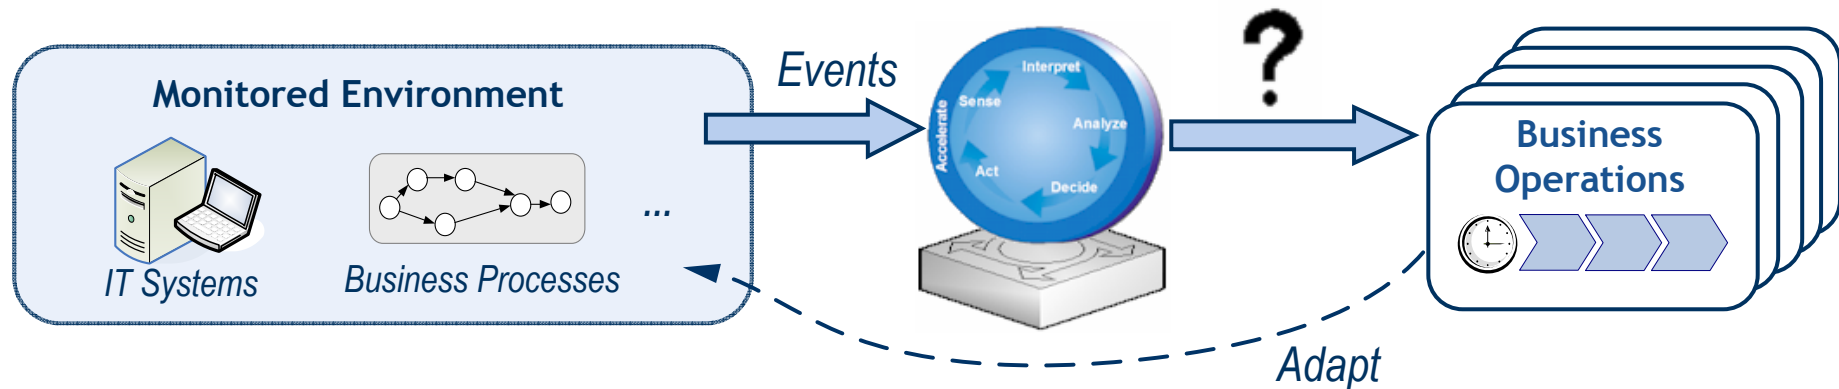 Monitored Environment
IT Systems
Business Processes
...
Events
Accelerate
Sense
Interpret
Analyze
Decide
Act
?
Business
Operations
Adapt